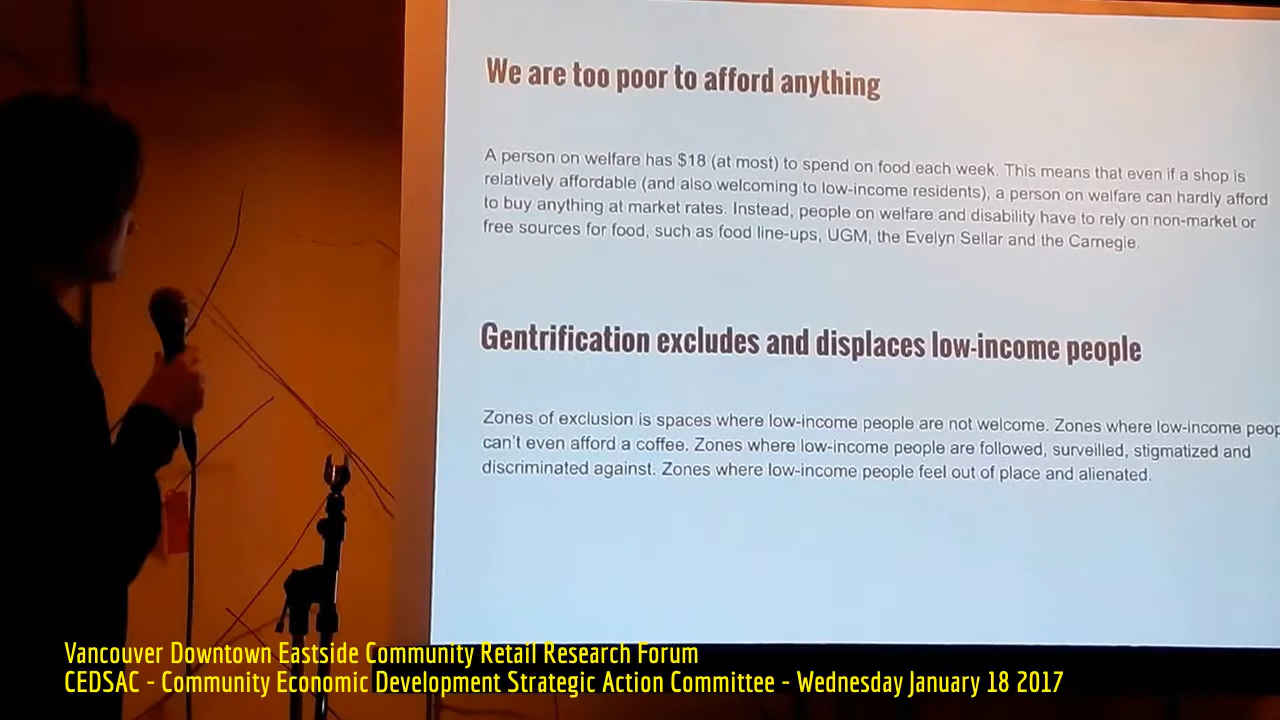 We are too poor to afford anything
A person on welfare has $18 (at most) to spend on food each week. This means that even if a shop is
relatively affordable (and also welcoming to low-income residents), a person on welfare can hardly afford
to buy anything at market rates. Instead, people on welfare and disability have to rely on non-market or
free sources for food, such as food line-ups, UGM, the Evelyn Sellar and the Carnegie.
Gentrification excludes and displaces low-income people
Zones of exclusion is spaces where low-income people are not welcome. Zones where low-income peop
can't even afford a coffee. Zones where low-income people are followed, surveilled, stigmatized and
discriminated against. Zones where low-income people feel out of place and alienated.
Vancouver Downtown Eastside Community Retail Research Forum
CEDSAC - Community Economic Development Strategic Action Committee - Wednesday January 18 2017